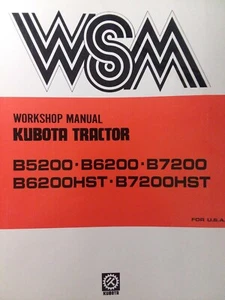 WSM
WORKSHOP MANUAL
KUBOTA TRACTOR
B5200·B6200·B7200
B6200HST·B7200HST
FOR U.S.A.
KUBOTA